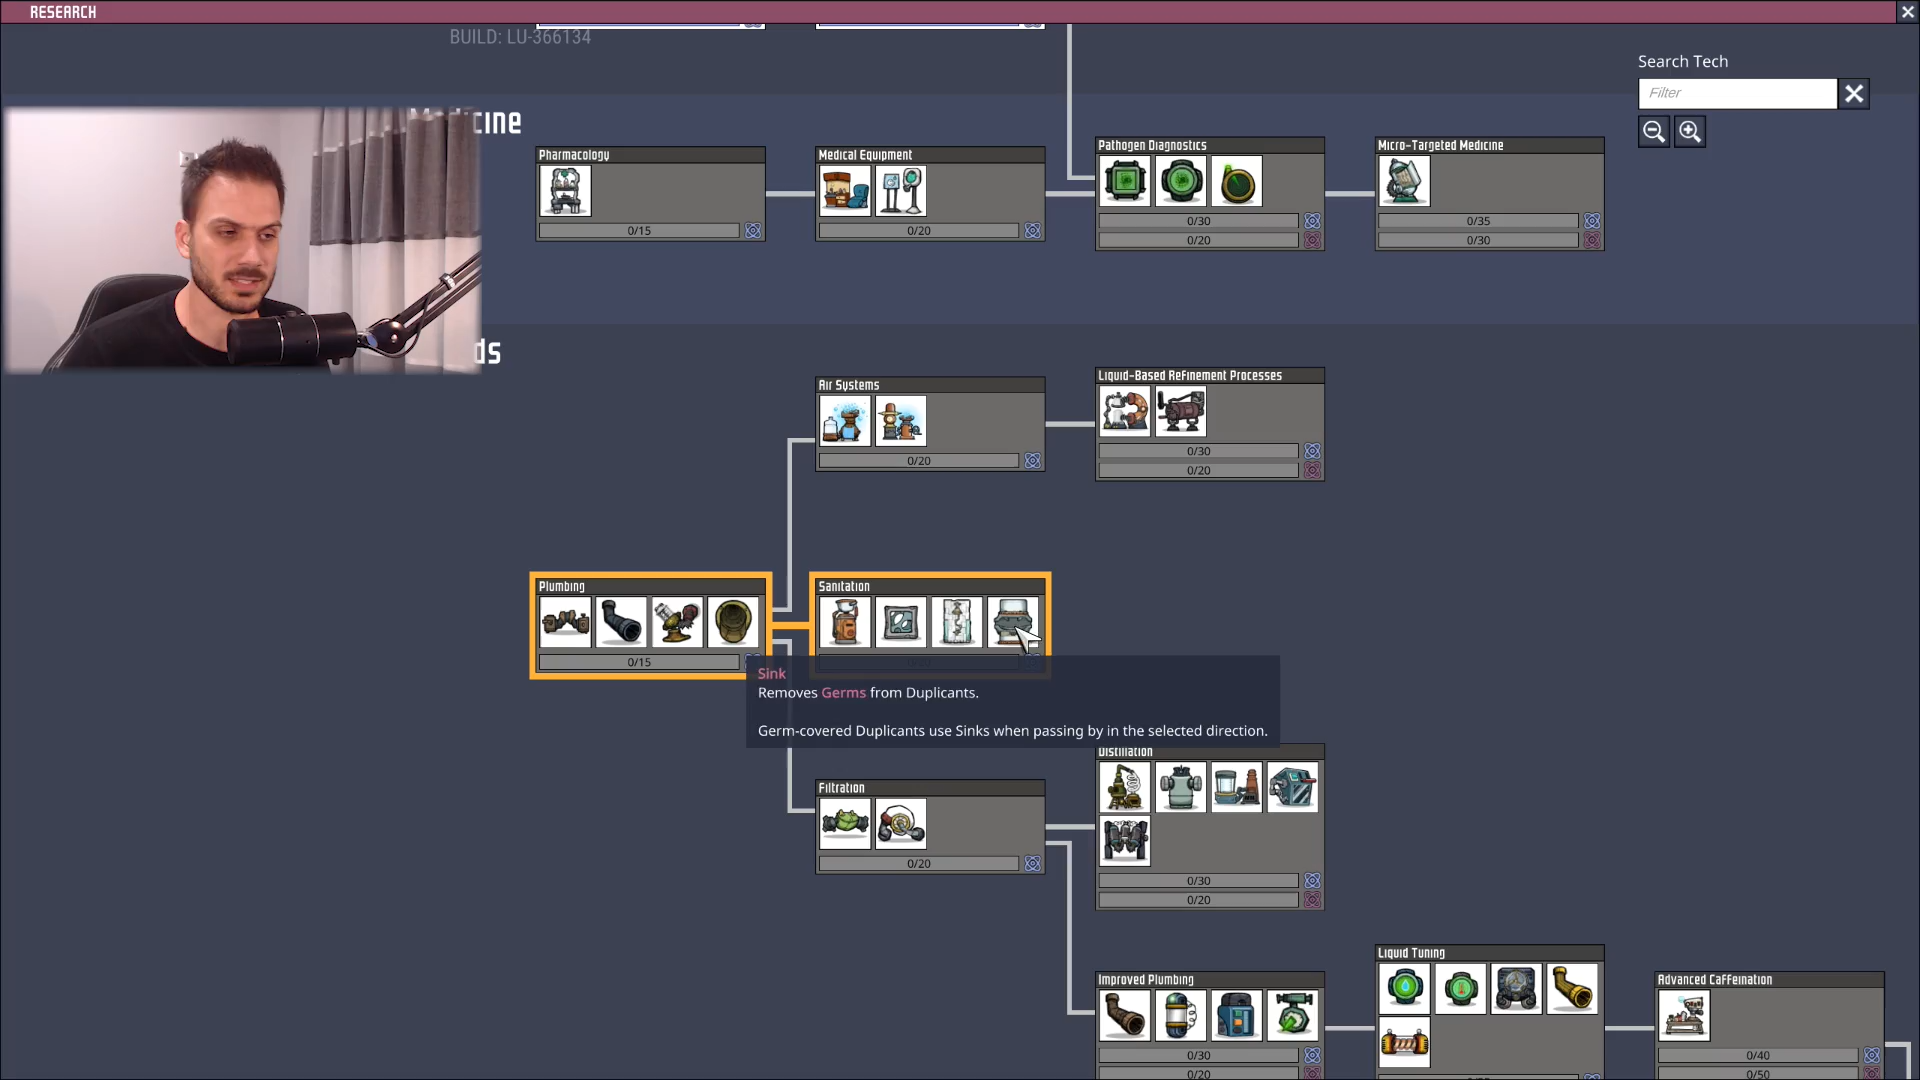 RESEARCH
BUILD: LU-366134
Search Tech
Filter
cine
Pharmacology
0/15
Medical Equipment
0/20
Pathogen Diagnostics
0/30
0/20
Micro-Targeted Medicine
0/35
0/30
ds
Air Systems
0/20
Liquid-Based Refinement Processes
0/30
0/20
Plumbing
0/15
Sanitation
Sink
Removes Germs from Duplicants.
Germ-covered Duplicants use Sinks when passing by in the selected direction.
Filtration
0/20
Distillation
0/30
0/20
Improved Plumbing
0/30
0/20
Liquid Tuning
Advanced Caffeination
0/40
0/50